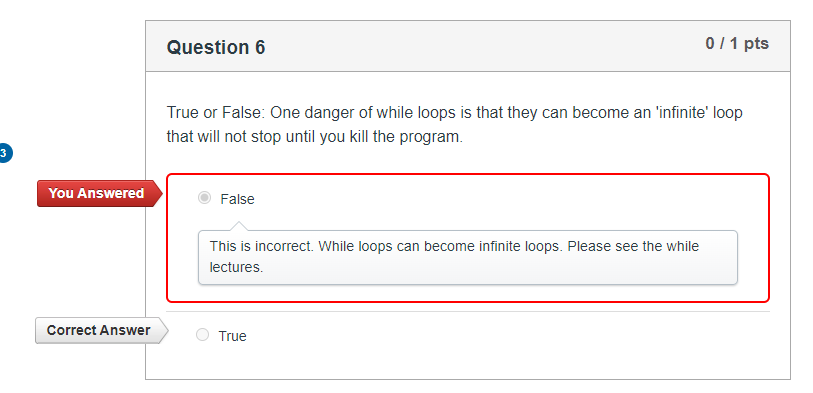 Question 6
0 / 1 pts
True or False: One danger of while loops is that they can become an 'infinite' loop
that will not stop until you kill the program.
3
You Answered
False
This is incorrect. While loops can become infinite loops. Please see the while
lectures.
Correct Answer
True